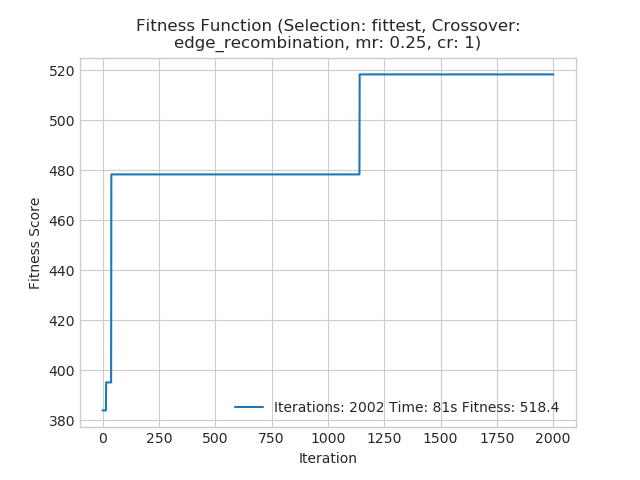 Fitness Function (Selection: fittest, Crossover:
edge_recombination, mr: 0.25, cr: 1)
520
500
480
460
440
420
400
380
Fitness Score
Iterations: 2002 Time: 81s Fitness: 518.4
0 250 500 750 1000 1250 1500 1750 2000
Iteration